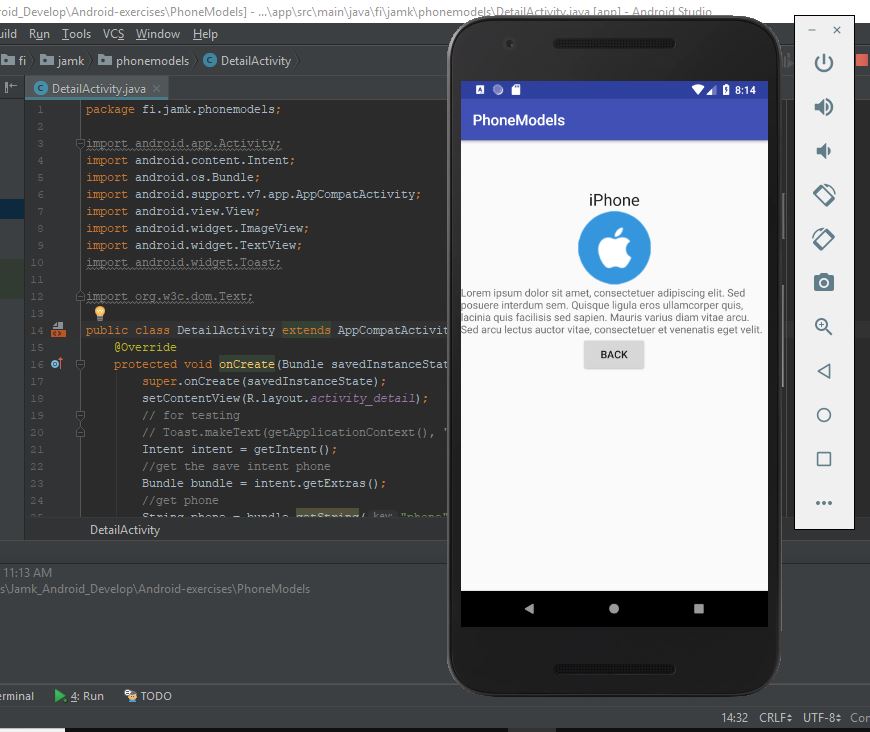 oid_Develop\Android-exercises\PhoneModels] - ...\app\src\main\java\fi\jamk\phonemodels\DetailActivity.java [app] - Android Studio
uild Run Tools VCS Window Help
fi jamk phonemodels DetailActivity
DetailActivity.java
1 package fi.jamk.phonemodels;
2
3 import android.app.Activity;
4 import android.content.Intent;
5 import android.os.Bundle;
6 import android.support.v7.app.AppCompatActivity;
7 import android.view.View;
8 import android.widget.ImageView;
9 import android.widget.TextView;
10 import android.widget.Toast;
11
12 import org.w3c.dom.Text;
13
14 public class DetailActivity extends AppCompatActivit
15 @Override
16 protected void onCreate(Bundle savedInstanceStat
17 super.onCreate(savedInstanceState);
18 setContentView(R.layout.activity_detail);
19 // for testing
20 // Toast.makeText(getApplicationContext(), "
21 Intent intent = getIntent();
22 //get the save intent phone
23 Bundle bundle = intent.getExtras();
24 //get phone
25 String phone = bundle.getString( key: "phone"
DetailActivity
11:13 AM
s\Jamk_Android_Develop\Android-exercises\PhoneModels
erminal 4: Run TODO
14:32 CRLF UTF-8 Con
A 8:14
PhoneModels
iPhone
Lorem ipsum dolor sit amet, consectetuer adipiscing elit. Sed
posuere interdum sem. Quisque ligula eros ullamcorper quis,
lacinia quis facilisis sed sapien. Mauris varius diam vitae arcu.
Sed arcu lectus auctor vitae, consectetuer et venenatis eget velit.
BACK